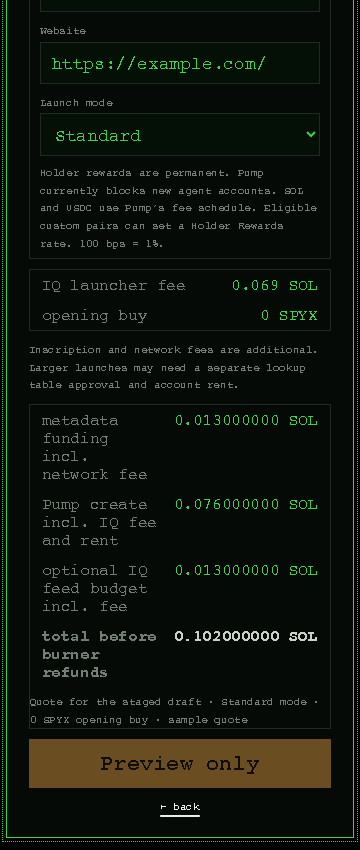 Website
https://example.com/
Launch mode
Standard
Holder rewards are permanent. Pump
currently blocks new agent accounts. SOL
and USDC use Pump's fee schedule. Eligible
custom pairs can set a Holder Rewards
rate. 100 bps = 1%.
IQ launcher fee 0.069 SOL
opening buy 0 SPYX
Inscription and network fees are additional.
Larger launches may need a separate lookup
table approval and account rent.
metadata 0.013000000 SOL
funding
incl.
network fee
Pump create 0.076000000 SOL
incl. IQ fee
and rent
optional IQ 0.013000000 SOL
feed budget
incl. fee
total before 0.102000000 SOL
burner
refunds
Quote for the staged draft · Standard mode ·
0 SPYX opening buy · sample quote
Preview only
← back